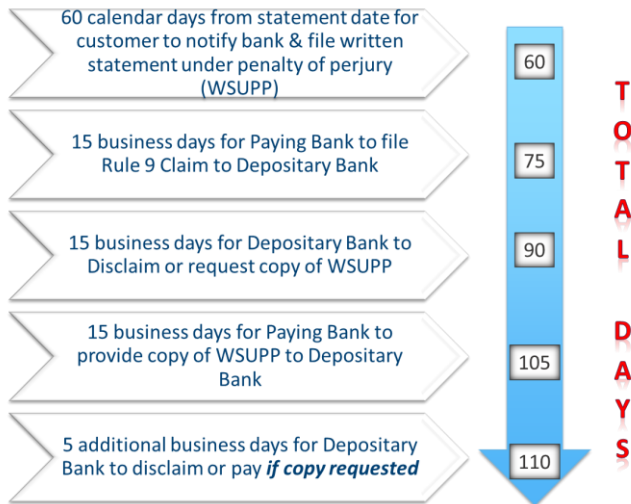 60 calendar days from statement date for
customer to notify bank & file written
statement under penalty of perjury
(WSUPP)
60
15 business days for Paying Bank to file
Rule 9 Claim to Depositary Bank
75
15 business days for Depositary Bank to
Disclaim or request copy of WSUPP
90
15 business days for Paying Bank to
provide copy of WSUPP to Depositary
Bank
105
5 additional business days for Depositary
Bank to disclaim or pay if copy requested
110
TOTAL DAYS